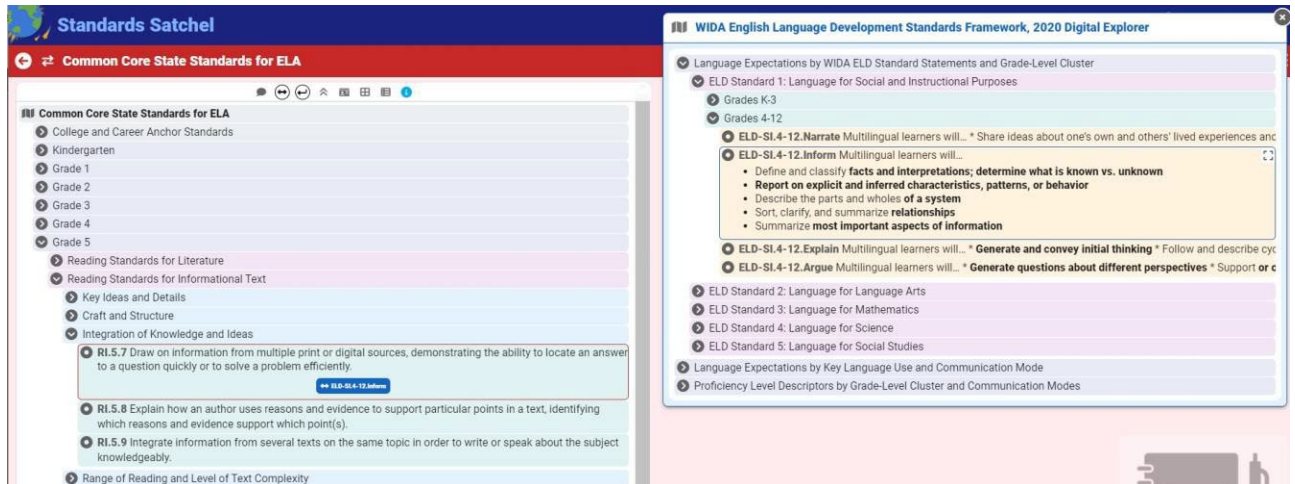 Standards Satchel
Common Core State Standards for ELA
Common Core State Standards for ELA
College and Career Anchor Standards
Kindergarten
Grade 1
Grade 2
Grade 3
Grade 4
Grade 5
Reading Standards for Literature
Reading Standards for Informational Text
Key Ideas and Details
Craft and Structure
Integration of Knowledge and Ideas
RI.5.7 Draw on information from multiple print or digital sources, demonstrating the ability to locate an answer
to a question quickly or to solve a problem efficiently.
ELD-SI.4-12.Inform
RI.5.8 Explain how an author uses reasons and evidence to support particular points in a text, identifying
which reasons and evidence support which point(s).
RI.5.9 Integrate information from several texts on the same topic in order to write or speak about the subject
knowledgeably.
Range of Reading and Level of Text Complexity
WIDA English Language Development Standards Framework, 2020 Digital Explorer
Language Expectations by WIDA ELD Standard Statements and Grade-Level Cluster
ELD Standard 1: Language for Social and Instructional Purposes
Grades K-3
Grades 4-12
ELD-SI.4-12.Narrate Multilingual learners will... * Share ideas about one's own and others' lived experiences and
ELD-SI.4-12.Inform Multilingual learners will...
• Define and classify facts and interpretations; determine what is known vs. unknown
• Report on explicit and inferred characteristics, patterns, or behavior
• Describe the parts and wholes of a system
• Sort, clarify, and summarize relationships
• Summarize most important aspects of information
ELD-SI.4-12.Explain Multilingual learners will... * Generate and convey initial thinking * Follow and describe cyc
ELD-SI.4-12.Argue Multilingual learners will... * Generate questions about different perspectives * Support or c
ELD Standard 2: Language for Language Arts
ELD Standard 3: Language for Mathematics
ELD Standard 4: Language for Science
ELD Standard 5: Language for Social Studies
Language Expectations by Key Language Use and Communication Mode
Proficiency Level Descriptors by Grade-Level Cluster and Communication Modes